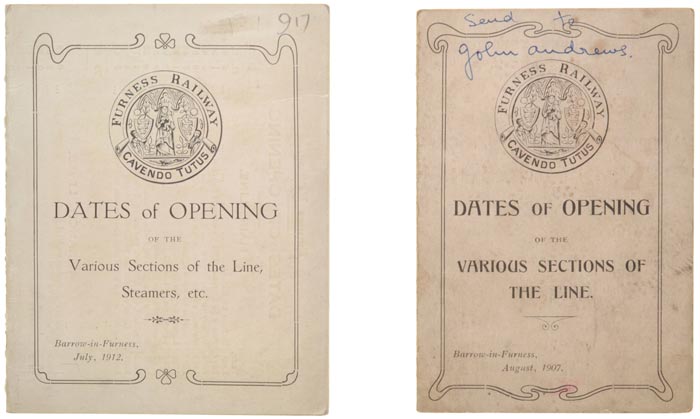 917
FURNESS RAILWAY
CAVENDO TUTUS
DATES of OPENING
OF THE
Various Sections of the Line,
Steamers, etc.
Barrow-in-Furness,
July, 1912.
Send to
John Andrews.
FURNESS RAILWAY
CAVENDO TUTUS
DATES OF OPENING
OF THE
VARIOUS SECTIONS OF
THE LINE.
Barrow-in-Furness,
August, 1907.